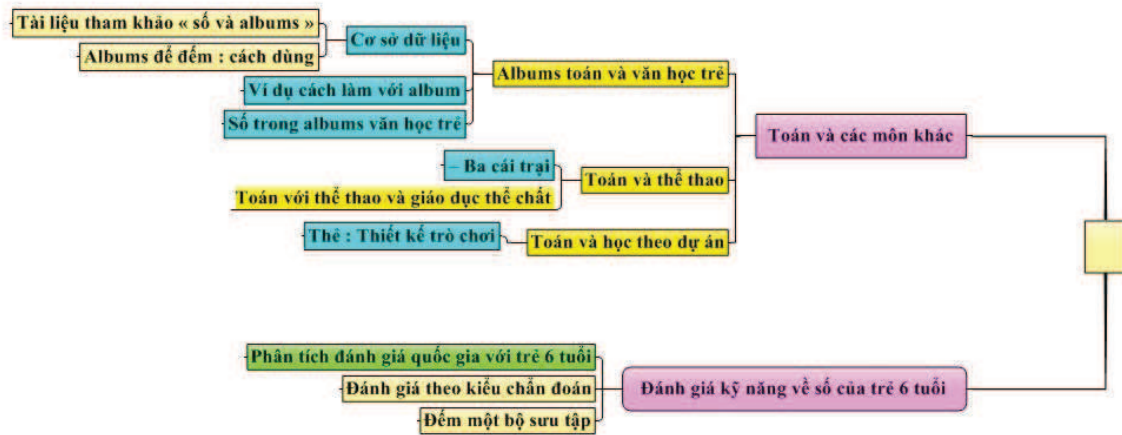 Tài liệu tham khảo « số và albums »
Albums để đếm : cách dùng
Cơ sở dữ liệu
Ví dụ cách làm với album
Số trong albums văn học trẻ
Albums toán và văn học trẻ
– Ba cái trại
Toán với thể thao và giáo dục thể chất
Toán và thể thao
Thẻ : Thiết kế trò chơi
Toán và học theo dự án
Toán và các môn khác
Phân tích đánh giá quốc gia với trẻ 6 tuổi
Đánh giá theo kiểu chẩn đoán
Đếm một bộ sưu tập
Đánh giá kỹ năng về số của trẻ 6 tuổi